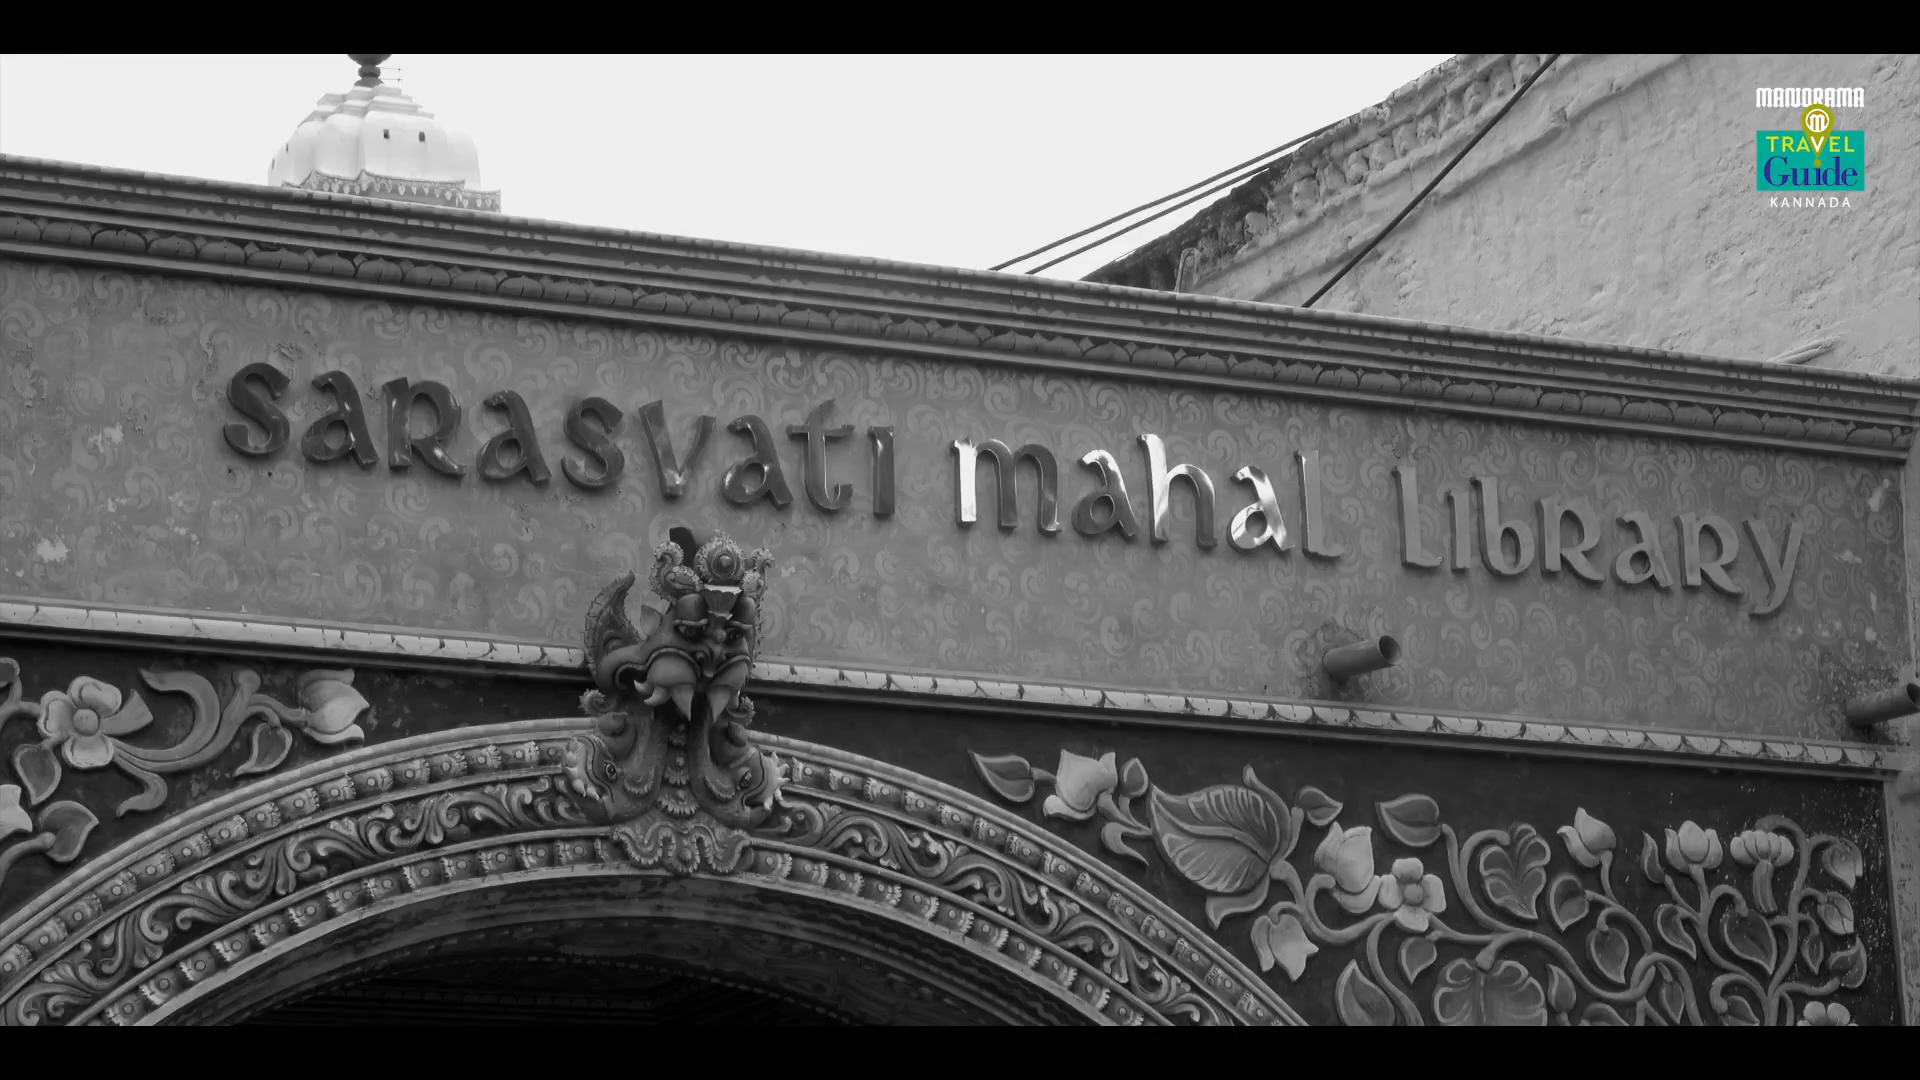 MANORAMA
M
TRAVEL
Guide
KANNADA
Sarasvati Mahal Library